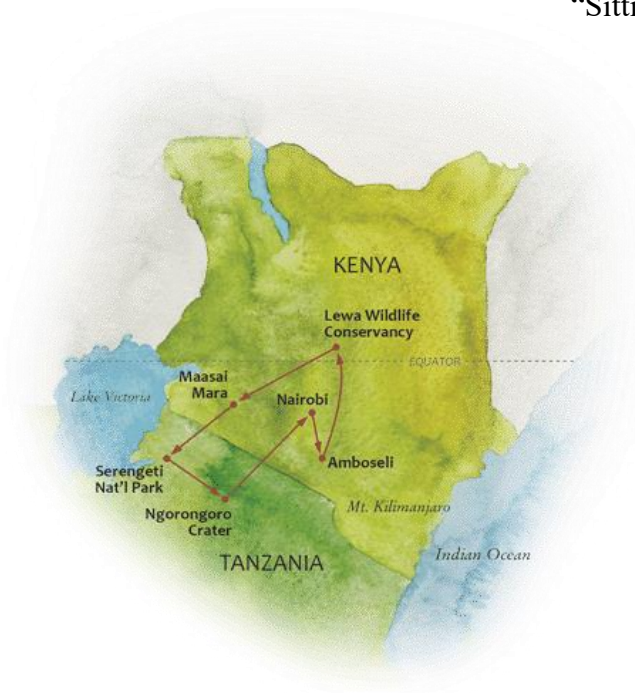 “Sitti
KENYA
Lewa Wildlife
Conservancy
EQUATOR
Maasai
Mara
Lake Victoria
Nairobi
Serengeti
Nat’l Park
Amboseli
Ngorongoro
Crater
Mt. Kilimanjaro
Indian Ocean
TANZANIA